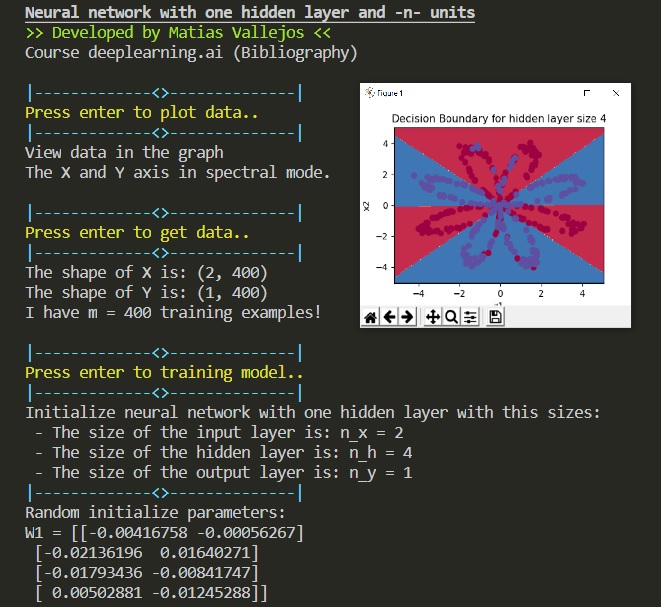 Neural network with one hidden layer and -n- units
>> Developed by Matias Vallejos <<
Course deeplearning.ai (Bibliography)
|-------------<>--------------|
Press enter to plot data..
|-------------<>--------------|
View data in the graph
The X and Y axis in spectral mode.
|-------------<>--------------|
Press enter to get data..
|-------------<>--------------|
The shape of X is: (2, 400)
The shape of Y is: (1, 400)
I have m = 400 training examples!
|-------------<>--------------|
Press enter to training model..
|-------------<>--------------|
Initialize neural network with one hidden layer with this sizes:
- The size of the input layer is: n_x = 2
- The size of the hidden layer is: n_h = 4
- The size of the output layer is: n_y = 1
|-------------<>--------------|
Random initialize parameters:
W1 = [[-0.00416758 -0.00056267]
[-0.02136196  0.01640271]
[-0.01793436 -0.00841747]
[ 0.00502881 -0.01245288]]
Figure 1
Decision Boundary for hidden layer size 4
4
2
0
−2
−4
x2
−4 −2 0 2 4